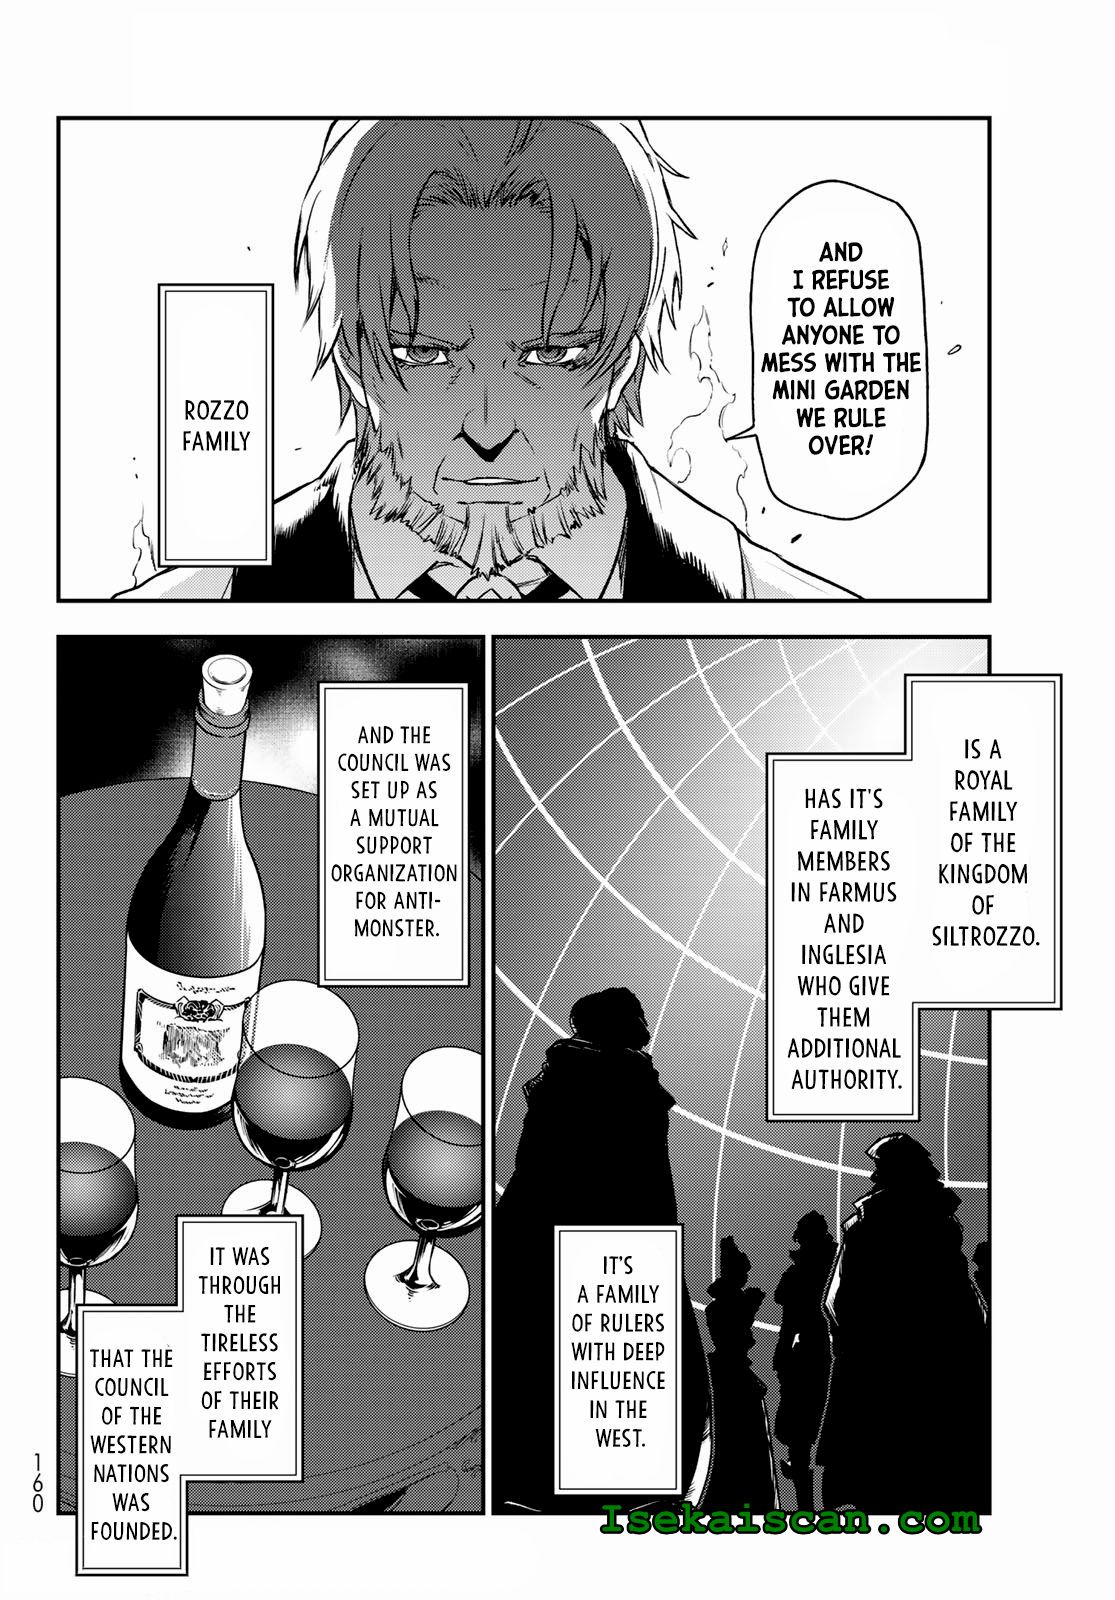 AND
I REFUSE
TO ALLOW
ANYONE TO
MESS WITH THE
MINI GARDEN
WE RULE
OVER!
ROZZO
FAMILY
IS A
ROYAL
FAMILY
OF THE
KINGDOM
OF
SILTROZZO.
HAS IT'S
FAMILY
MEMBERS
IN FARMUS
AND
INGLESIA
WHO GIVE
THEM
ADDITIONAL
AUTHORITY.
IT'S
A FAMILY
OF RULERS
WITH DEEP
INFLUENCE
IN THE
WEST.
AND THE
COUNCIL WAS
SET UP AS
A MUTUAL
SUPPORT
ORGANIZATION
FOR ANTI-
MONSTER.
IT WAS
THROUGH
THE
TIRELESS
EFFORTS
OF THEIR
FAMILY
THAT THE
COUNCIL
OF THE
WESTERN
NATIONS
WAS
FOUNDED.
160
Isekaiscan.com